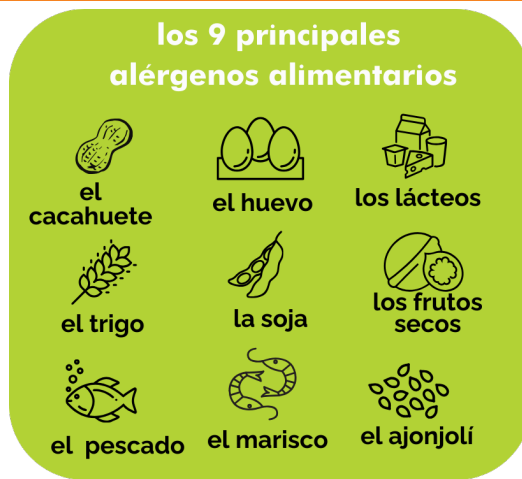 los 9 principales
alérgenos alimentarios
el
cacahuete
el huevo
los lácteos
el trigo
la soja
los frutos
secos
el pescado
el marisco
el ajonjolí